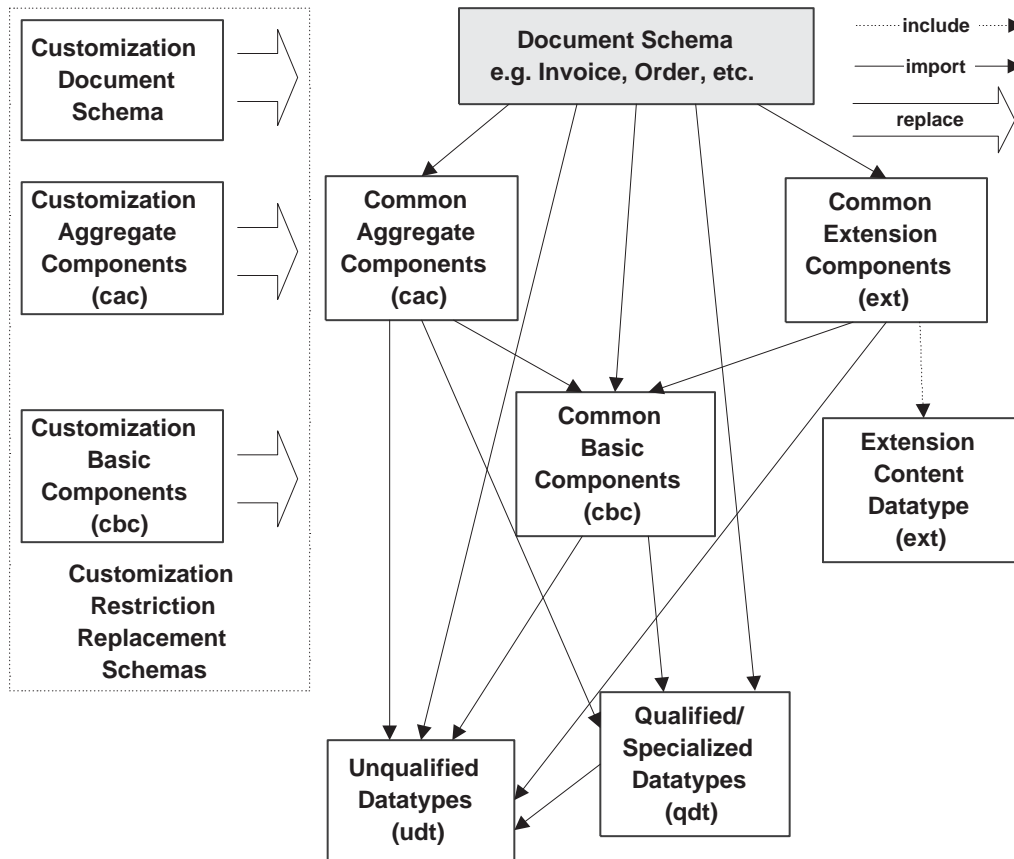 Customization
Document
Schema
Document Schema
e.g. Invoice, Order, etc.
include
import
replace
Customization
Aggregate
Components
(cac)
Common
Aggregate
Components
(cac)
Common
Extension
Components
(ext)
Customization
Basic
Components
(cbc)
Common
Basic
Components
(cbc)
Extension
Content
Datatype
(ext)
Customization
Restriction
Replacement
Schemas
Unqualified
Datatypes
(udt)
Qualified/
Specialized
Datatypes
(qdt)